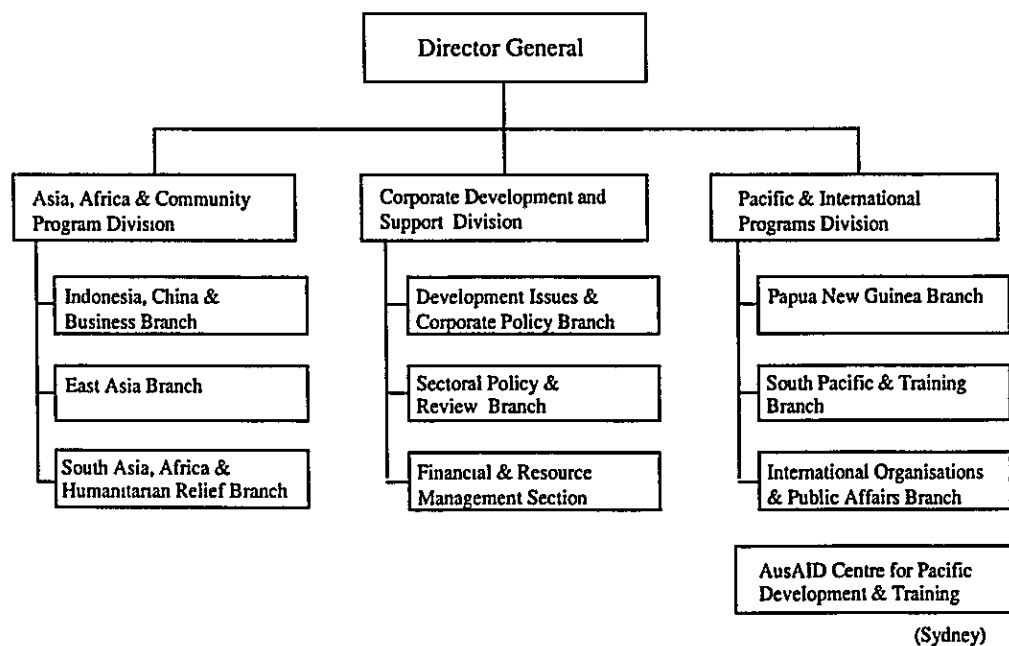 Director General
Asia, Africa & Community
Program Division
Indonesia, China &
Business Branch
East Asia Branch
South Asia, Africa &
Humanitarian Relief Branch
Corporate Development and
Support Division
Development Issues &
Corporate Policy Branch
Sectoral Policy &
Review Branch
Financial & Resource
Management Section
Pacific & International
Programs Division
Papua New Guinea Branch
South Pacific & Training
Branch
International Organisations
& Public Affairs Branch
AusAID Centre for Pacific
Development & Training
(Sydney)